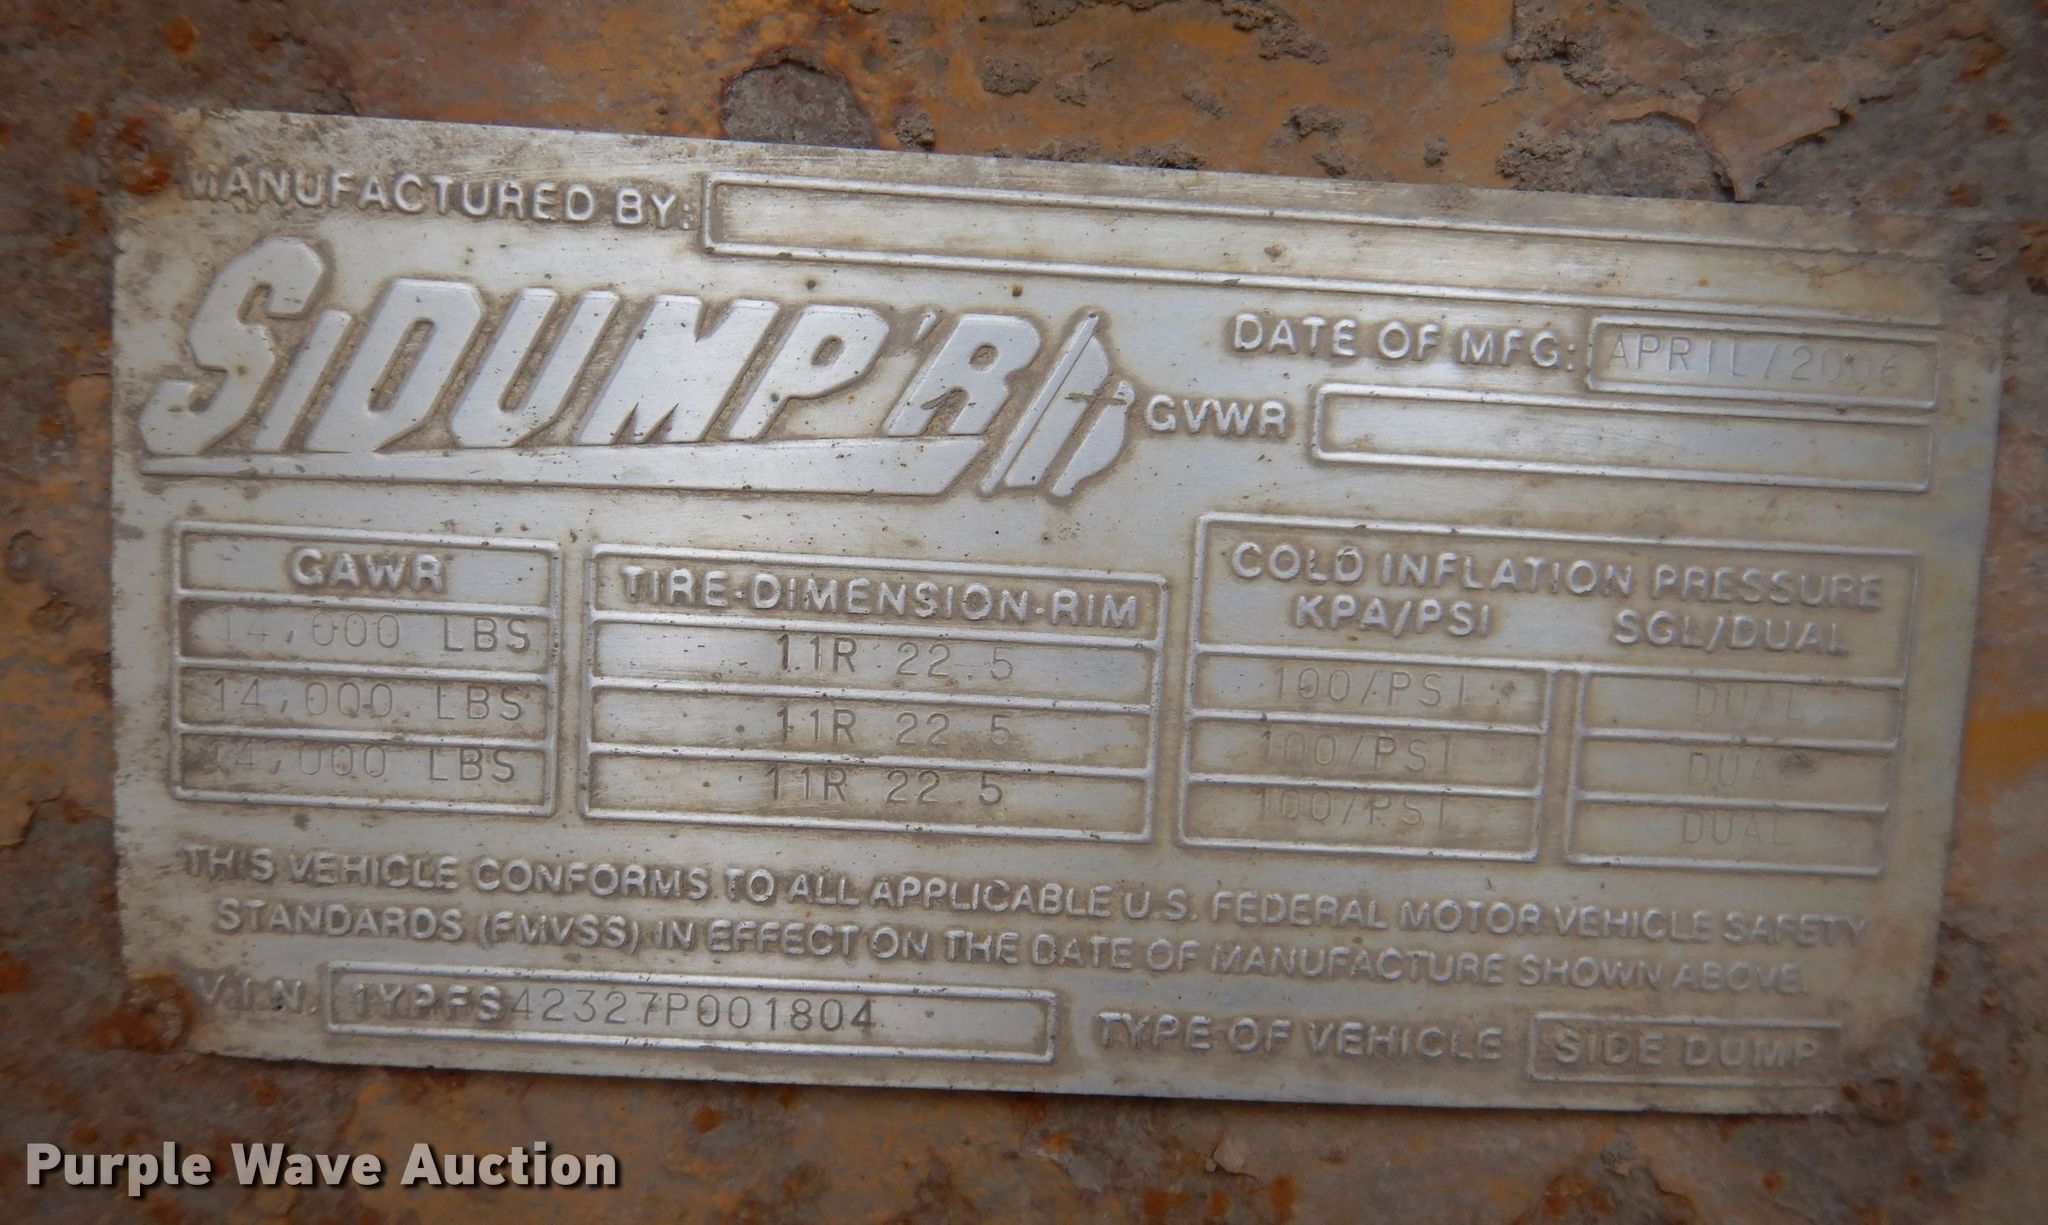 MANUFACTURED BY:
SIDUMP'R
DATE OF MFG: APRIL/2006
GVWR
GAWR TIRE-DIMENSION-RIM COLD INFLATION PRESSURE
KPA/PSI SGL/DUAL
14,000 LBS 11R 22.5 100/PSI DUAL
14,000 LBS 11R 22.5 100/PSI DUAL
14,000 LBS 11R 22.5 100/PSI DUAL
THIS VEHICLE CONFORMS TO ALL APPLICABLE U.S. FEDERAL MOTOR VEHICLE SAFETY
STANDARDS (FMVSS) IN EFFECT ON THE DATE OF MANUFACTURE SHOWN ABOVE.
V.I.N. 1YPFS42327P001804 TYPE OF VEHICLE SIDE DUMP
Purple Wave Auction